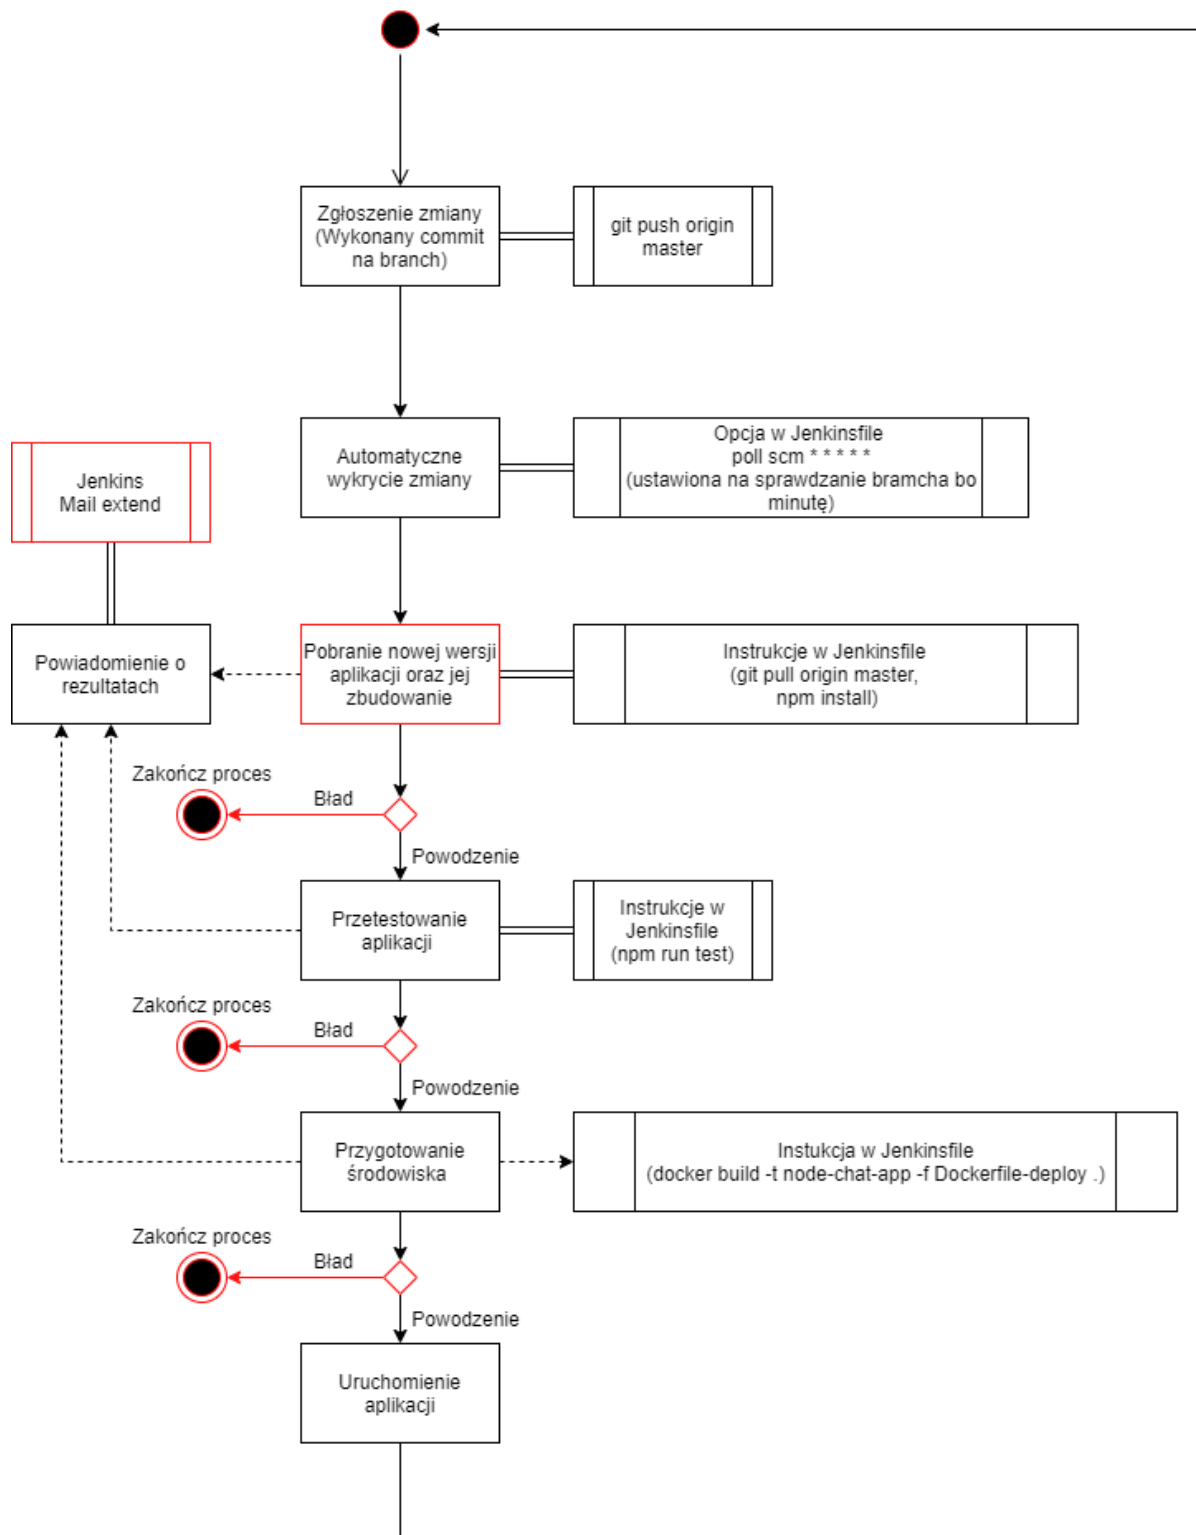 Zgłoszenie zmiany
(Wykonany commit
na branch)
git push origin
master
Automatyczne
wykrycie zmiany
Opcja w Jenkinsfile
poll scm * * * * *
(ustawiona na sprawdzanie bramcha bo
minutę)
Jenkins
Mail extend
Powiadomienie o
rezultatach
Pobranie nowej wersji
aplikacji oraz jej
zbudowanie
Instrukcje w Jenkinsfile
(git pull origin master,
npm install)
Zakończ proces
Bład
Powodzenie
Przetestowanie
aplikacji
Instrukcje w
Jenkinsfile
(npm run test)
Zakończ proces
Bład
Powodzenie
Przygotowanie
środowiska
Instukcja w Jenkinsfile
(docker build -t node-chat-app -f Dockerfile-deploy .)
Zakończ proces
Bład
Powodzenie
Uruchomienie
aplikacji